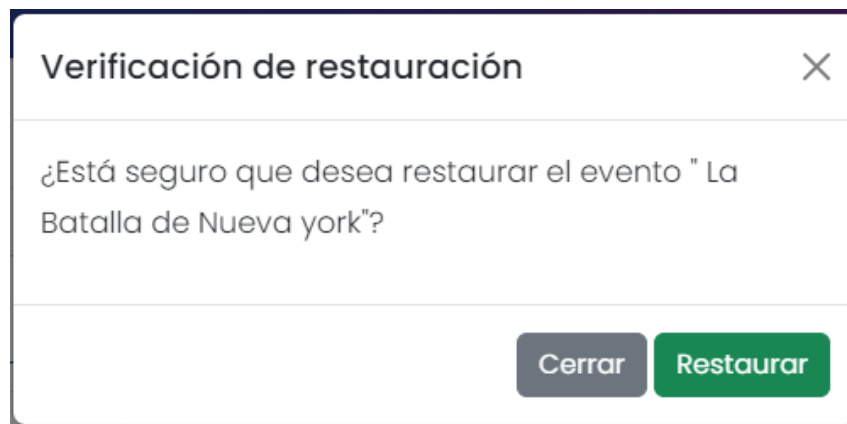 Verificación de restauración
¿Está seguro que desea restaurar el evento " La
Batalla de Nueva york"?
Cerrar
Restaurar